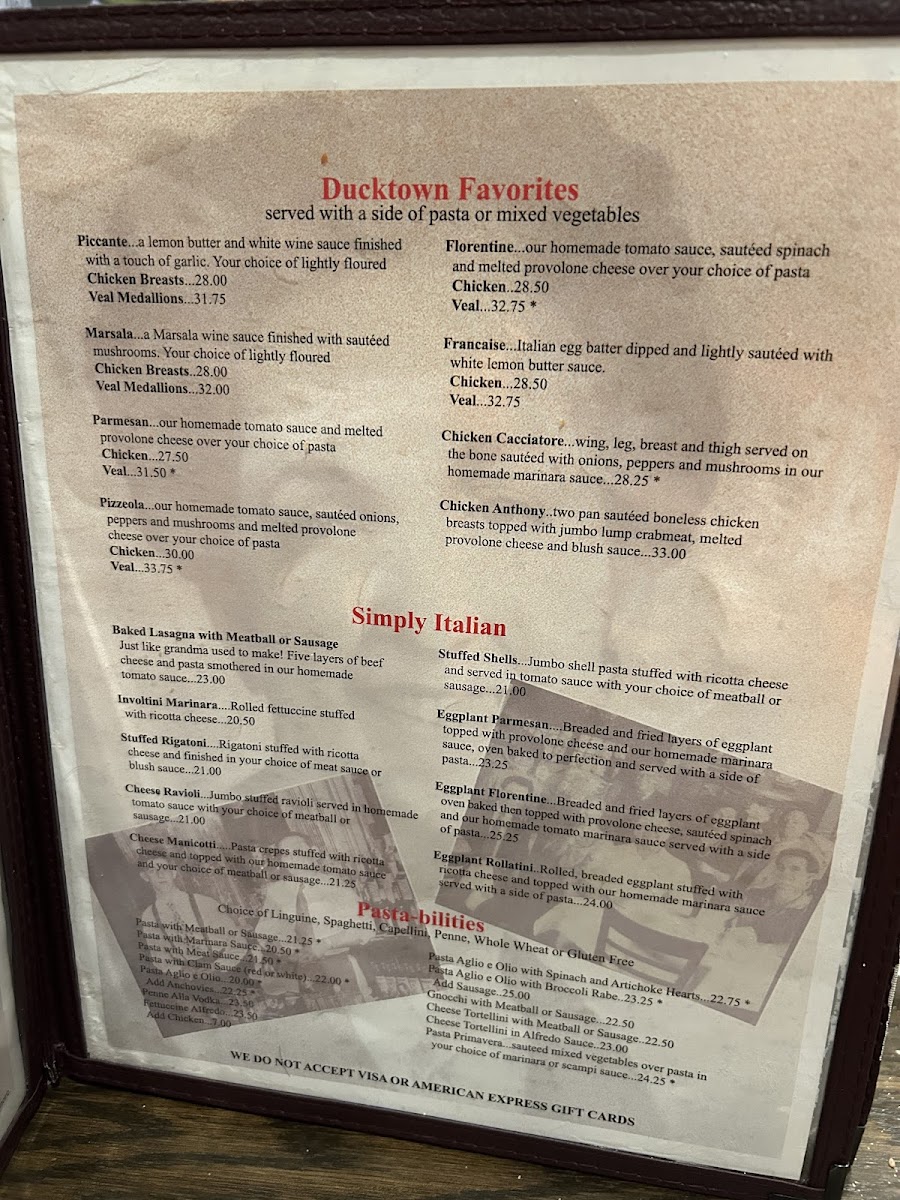 Ducktown Favorites
served with a side of pasta or mixed vegetables
Piccante...a lemon butter and white wine sauce finished
with a touch of garlic. Your choice of lightly floured
Chicken Breasts...28.00
Veal Medallions...31.75
Marsala...a Marsala wine sauce finished with sautéed
mushrooms. Your choice of lightly floured
Chicken Breasts..28.00
Veal Medallions...32.00
Parmesan...our homemade tomato sauce and melted
provolone cheese over your choice of pasta
Chicken...27.50
Veal...31.50 *
Pizzeola...our homemade tomato sauce, sautéed onions,
peppers and mushrooms and melted provolone
cheese over your choice of pasta
Chicken...30.00
Veal...33.75 *
Florentine...our homemade tomato sauce, sautéed spinach
and melted provolone cheese over your choice of pasta
Chicken..28.50
Veal...32.75 *
Francaise...Italian egg batter dipped and lightly sautéed with
white lemon butter sauce.
Chicken...28.50
Veal...32.75
Chicken Cacciatore...wing, leg, breast and thigh served on
the bone sautéed with onions, peppers and mushrooms in our
homemade marinara sauce...28.25 *
Chicken Anthony..two pan sautéed boneless chicken
breasts topped with jumbo lump crabmeat, melted
provolone cheese and blush sauce...33.00
Simply Italian
Baked Lasagna with Meatball or Sausage
Just like grandma used to make! Five layers of beef
cheese and pasta smothered in our homemade
tomato sauce...23.00
Involtini Marinara....Rolled fettuccine stuffed
with ricotta cheese...20.50
Stuffed Rigatoni....Rigatoni stuffed with ricotta
cheese and finished in your choice of meat sauce or
blush sauce...21.00
Cheese Ravioli...Jumbo stuffed ravioli served in homemade
tomato sauce with your choice of meatball or
sausage...21.00
Cheese Manicotti.....Pasta crepes stuffed with ricotta
cheese and topped with our homemade tomato sauce
and your choice of meatball or sausage...21.25
Stuffed Shells...Jumbo shell pasta stuffed with ricotta cheese
and served in tomato sauce with your choice of meatball or
sausage...21.00
Eggplant Parmesan....Breaded and fried layers of eggplant
topped with provolone cheese and our homemade marinara
sauce, oven baked to perfection and served with a side of
pasta...23.25
Eggplant Florentine...Breaded and fried layers of eggplant
oven baked then topped with provolone cheese, sautéed spinach
and our homemade tomato marinara sauce served with a side
of pasta...25.25
Eggplant Rollatini..Rolled, breaded eggplant stuffed with
ricotta cheese and topped with our homemade marinara sauce
served with a side of pasta...24.00
Pasta-bilities
Choice of Linguine, Spaghetti, Capellini, Penne, Whole Wheat or Gluten Free
Pasta with Meatball or Sausage...21.25 *
Pasta with Marinara Sauce...20.50 *
Pasta with Meat Sauce...21.50 *
Pasta with Clam Sauce (red or white)...22.00 *
Pasta Aglio e Olio...20.00 *
Add Anchovies...22.25 *
Penne Alla Vodka...23.50
Fettuccine Alfredo...23.50
Add Chicken...7.00
Pasta Aglio e Olio with Spinach and Artichoke Hearts...22.75 *
Pasta Aglio e Olio with Broccoli Rabe..23.25 *
Add Sausage..25.00
Gnocchi with Meatball or Sausage...22.50
Cheese Tortellini with Meatball or Sausage..22.50
Cheese Tortellini in Alfredo Sauce...23.00
Pasta Primavera...sauteed mixed vegetables over pasta in
your choice of marinara or scampi sauce...24.25 *
WE DO NOT ACCEPT VISA OR AMERICAN EXPRESS GIFT CARDS